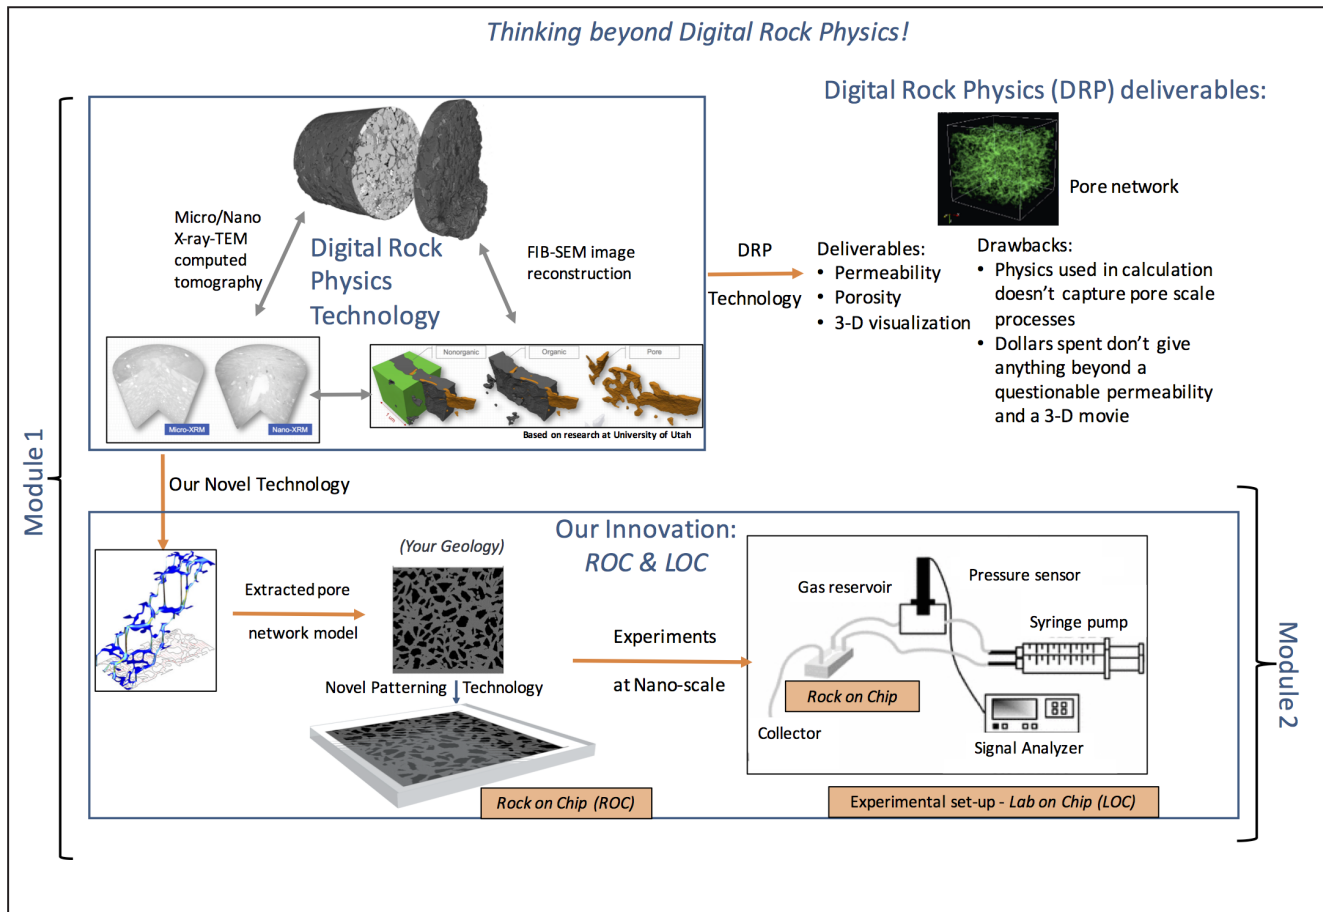 Thinking beyond Digital Rock Physics!
Digital Rock Physics (DRP) deliverables:
Pore network
Micro/Nano
X-ray-TEM
computed
tomography
Digital Rock
Physics
Technology
FIB-SEM image
reconstruction
Micro-XRM
Nano-XRM
Nonorganic
Organic
Pore
Based on research at University of Utah
DRP
Technology
Deliverables:
• Permeability
• Porosity
• 3-D visualization
Drawbacks:
• Physics used in calculation
doesn’t capture pore scale
processes
• Dollars spent don’t give
anything beyond a
questionable permeability
and a 3-D movie
Module 1
Our Novel Technology
Our Innovation:
ROC & LOC
(Your Geology)
Extracted pore
network model
Novel Patterning
Technology
Rock on Chip (ROC)
Experiments
at Nano-scale
Gas reservoir
Pressure sensor
Syringe pump
Rock on Chip
Collector
Signal Analyzer
Experimental set-up - Lab on Chip (LOC)
Module 2